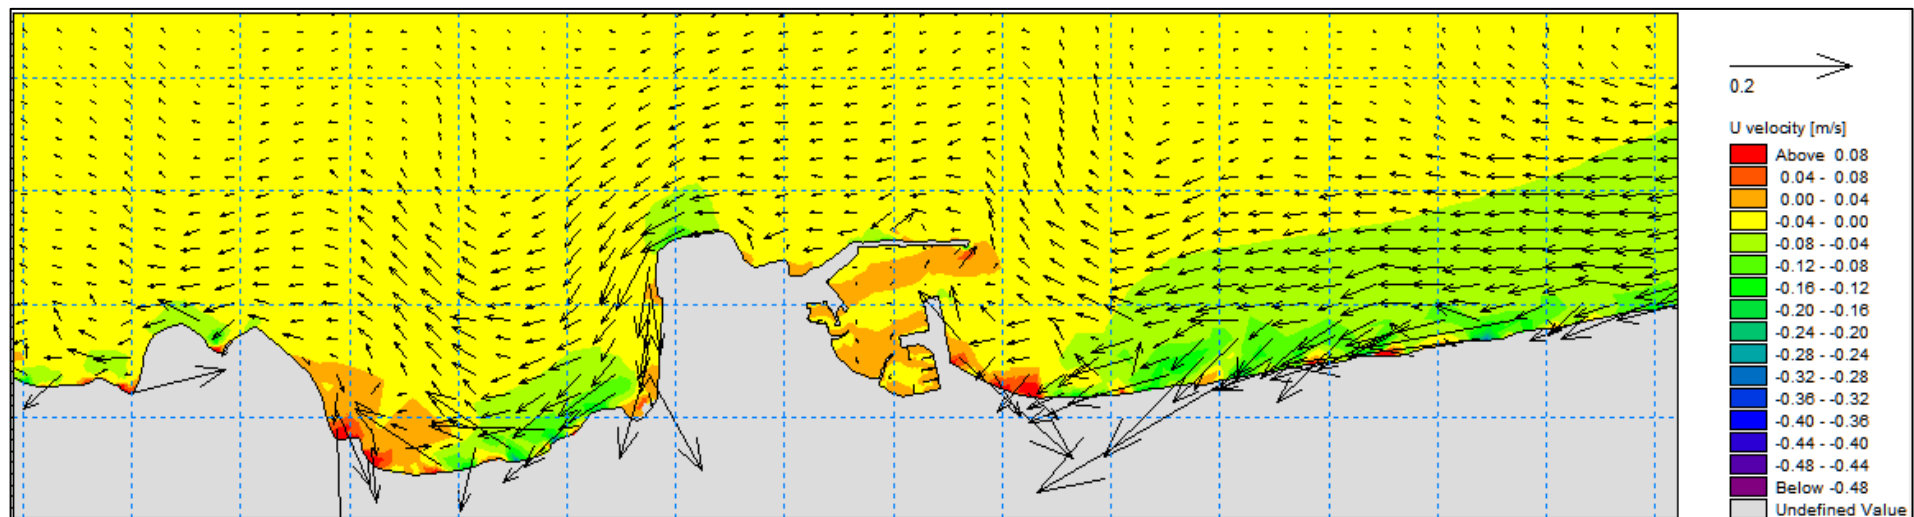 0.2
U velocity [m/s]
Above 0.08
0.04 - 0.08
0.00 - 0.04
-0.04 - 0.00
-0.08 - -0.04
-0.12 - -0.08
-0.16 - -0.12
-0.20 - -0.16
-0.24 - -0.20
-0.28 - -0.24
-0.32 - -0.28
-0.36 - -0.32
-0.40 - -0.36
-0.44 - -0.40
-0.48 - -0.44
Below -0.48
Undefined Value